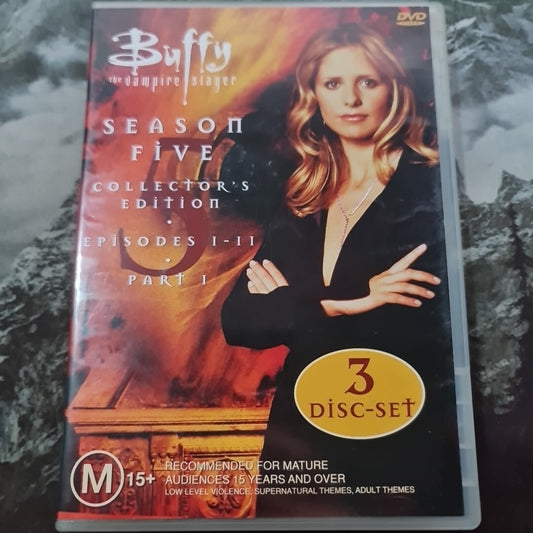 DVD
Buffy
the vampire slayer
SEASON
FIVE
COLLECTOR'S
EDITION
·
EPISODES 1-11
·
PART 1
5
3
DISC-SET
M 15+
RECOMMENDED FOR MATURE
AUDIENCES 15 YEARS AND OVER
LOW LEVEL VIOLENCE, SUPERNATURAL THEMES, ADULT THEMES